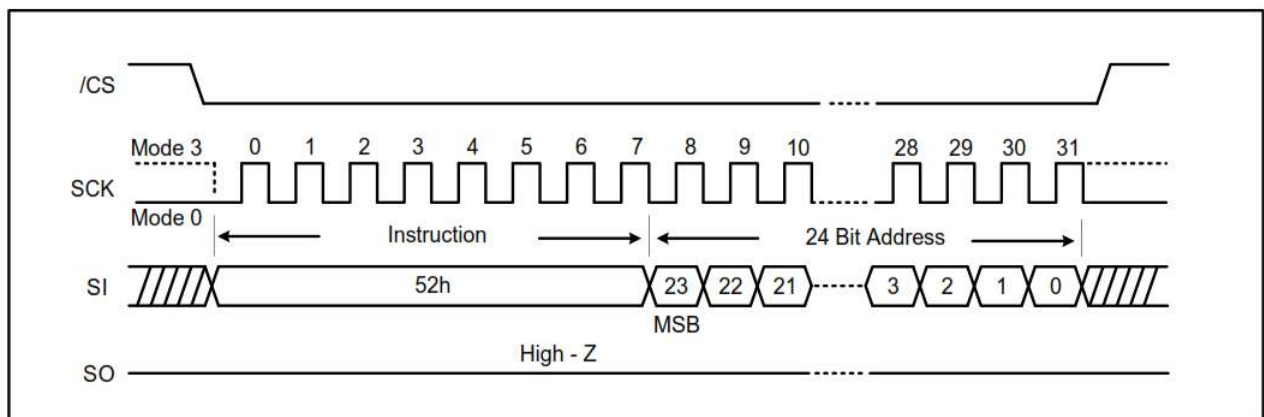 /CS
Mode 3 0 1 2 3 4 5 6 7 8 9 10 28 29 30 31
SCK
Mode 0
Instruction 24 Bit Address
SI 52h 23 22 21 3 2 1 0
MSB
High - Z
SO